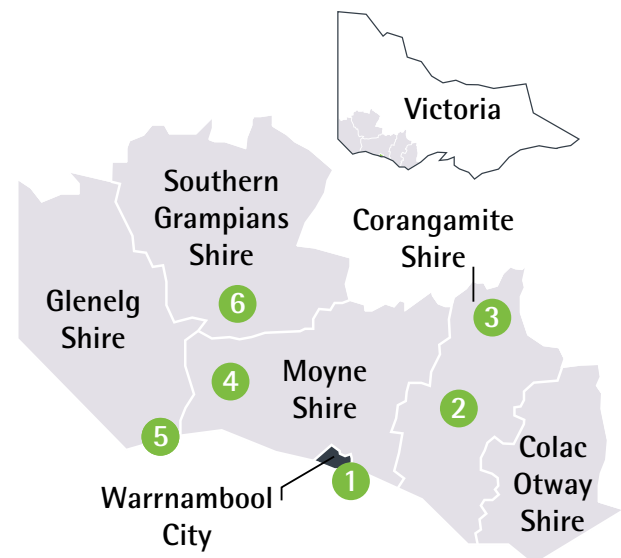 Victoria
Southern
Grampians
Shire
Corangamite
Shire
Glenelg
Shire
6
3
4
Moyne
Shire
2
5
Colac
Otway
Shire
1
Warrnambool
City